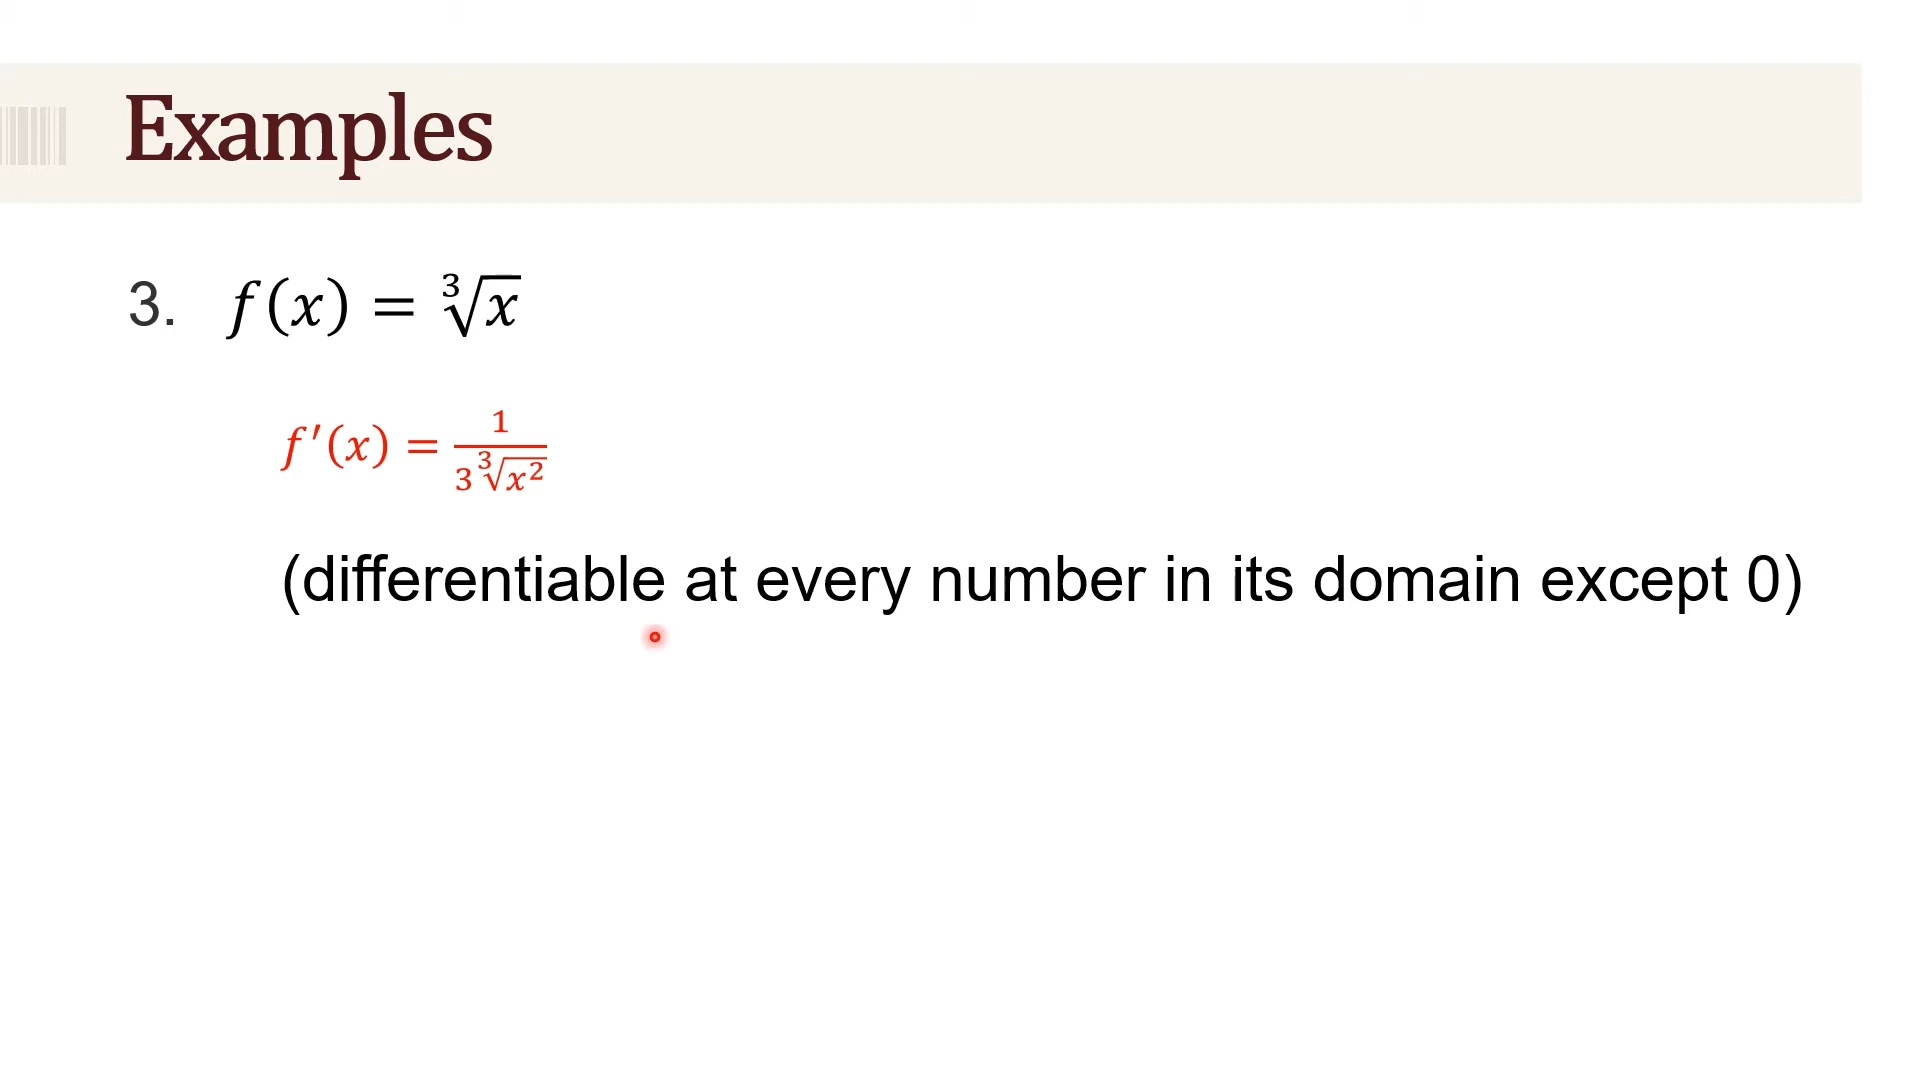 Examples
3. f(x) = ∛x
f′(x) = 1/(3∛x²)
(differentiable at every number in its domain except 0)